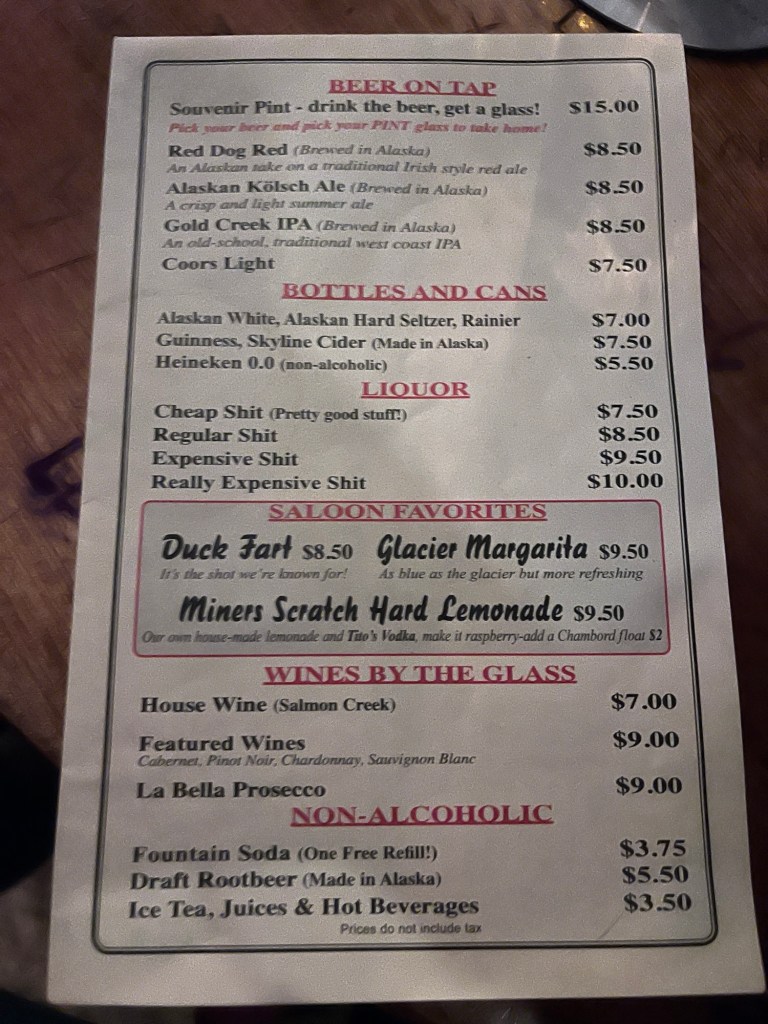 BEER ON TAP
Souvenir Pint - drink the beer, get a glass! $15.00
Pick your beer and pick your PINT glass to take home!
Red Dog Red (Brewed in Alaska) $8.50
An Alaskan take on a traditional Irish style red ale
Alaskan Kölsch Ale (Brewed in Alaska) $8.50
A crisp and light summer ale
Gold Creek IPA (Brewed in Alaska) $8.50
An old-school, traditional west coast IPA
Coors Light $7.50
BOTTLES AND CANS
Alaskan White, Alaskan Hard Seltzer, Rainier $7.00
Guinness, Skyline Cider (Made in Alaska) $7.50
Heineken 0.0 (non-alcoholic) $5.50
LIQUOR
Cheap Shit (Pretty good stuff!) $7.50
Regular Shit $8.50
Expensive Shit $9.50
Really Expensive Shit $10.00
SALOON FAVORITES
Duck Fart $8.50 Glacier Margarita $9.50
It's the shot we're known for! As blue as the glacier but more refreshing
Miners Scratch Hard Lemonade $9.50
Our own house-made lemonade and Tito's Vodka, make it raspberry-add a Chambord float $2
WINES BY THE GLASS
House Wine (Salmon Creek) $7.00
Featured Wines $9.00
Cabernet, Pinot Noir, Chardonnay, Sauvignon Blanc
La Bella Prosecco $9.00
NON-ALCOHOLIC
Fountain Soda (One Free Refill!) $3.75
Draft Rootbeer (Made in Alaska) $5.50
Ice Tea, Juices & Hot Beverages $3.50
Prices do not include tax